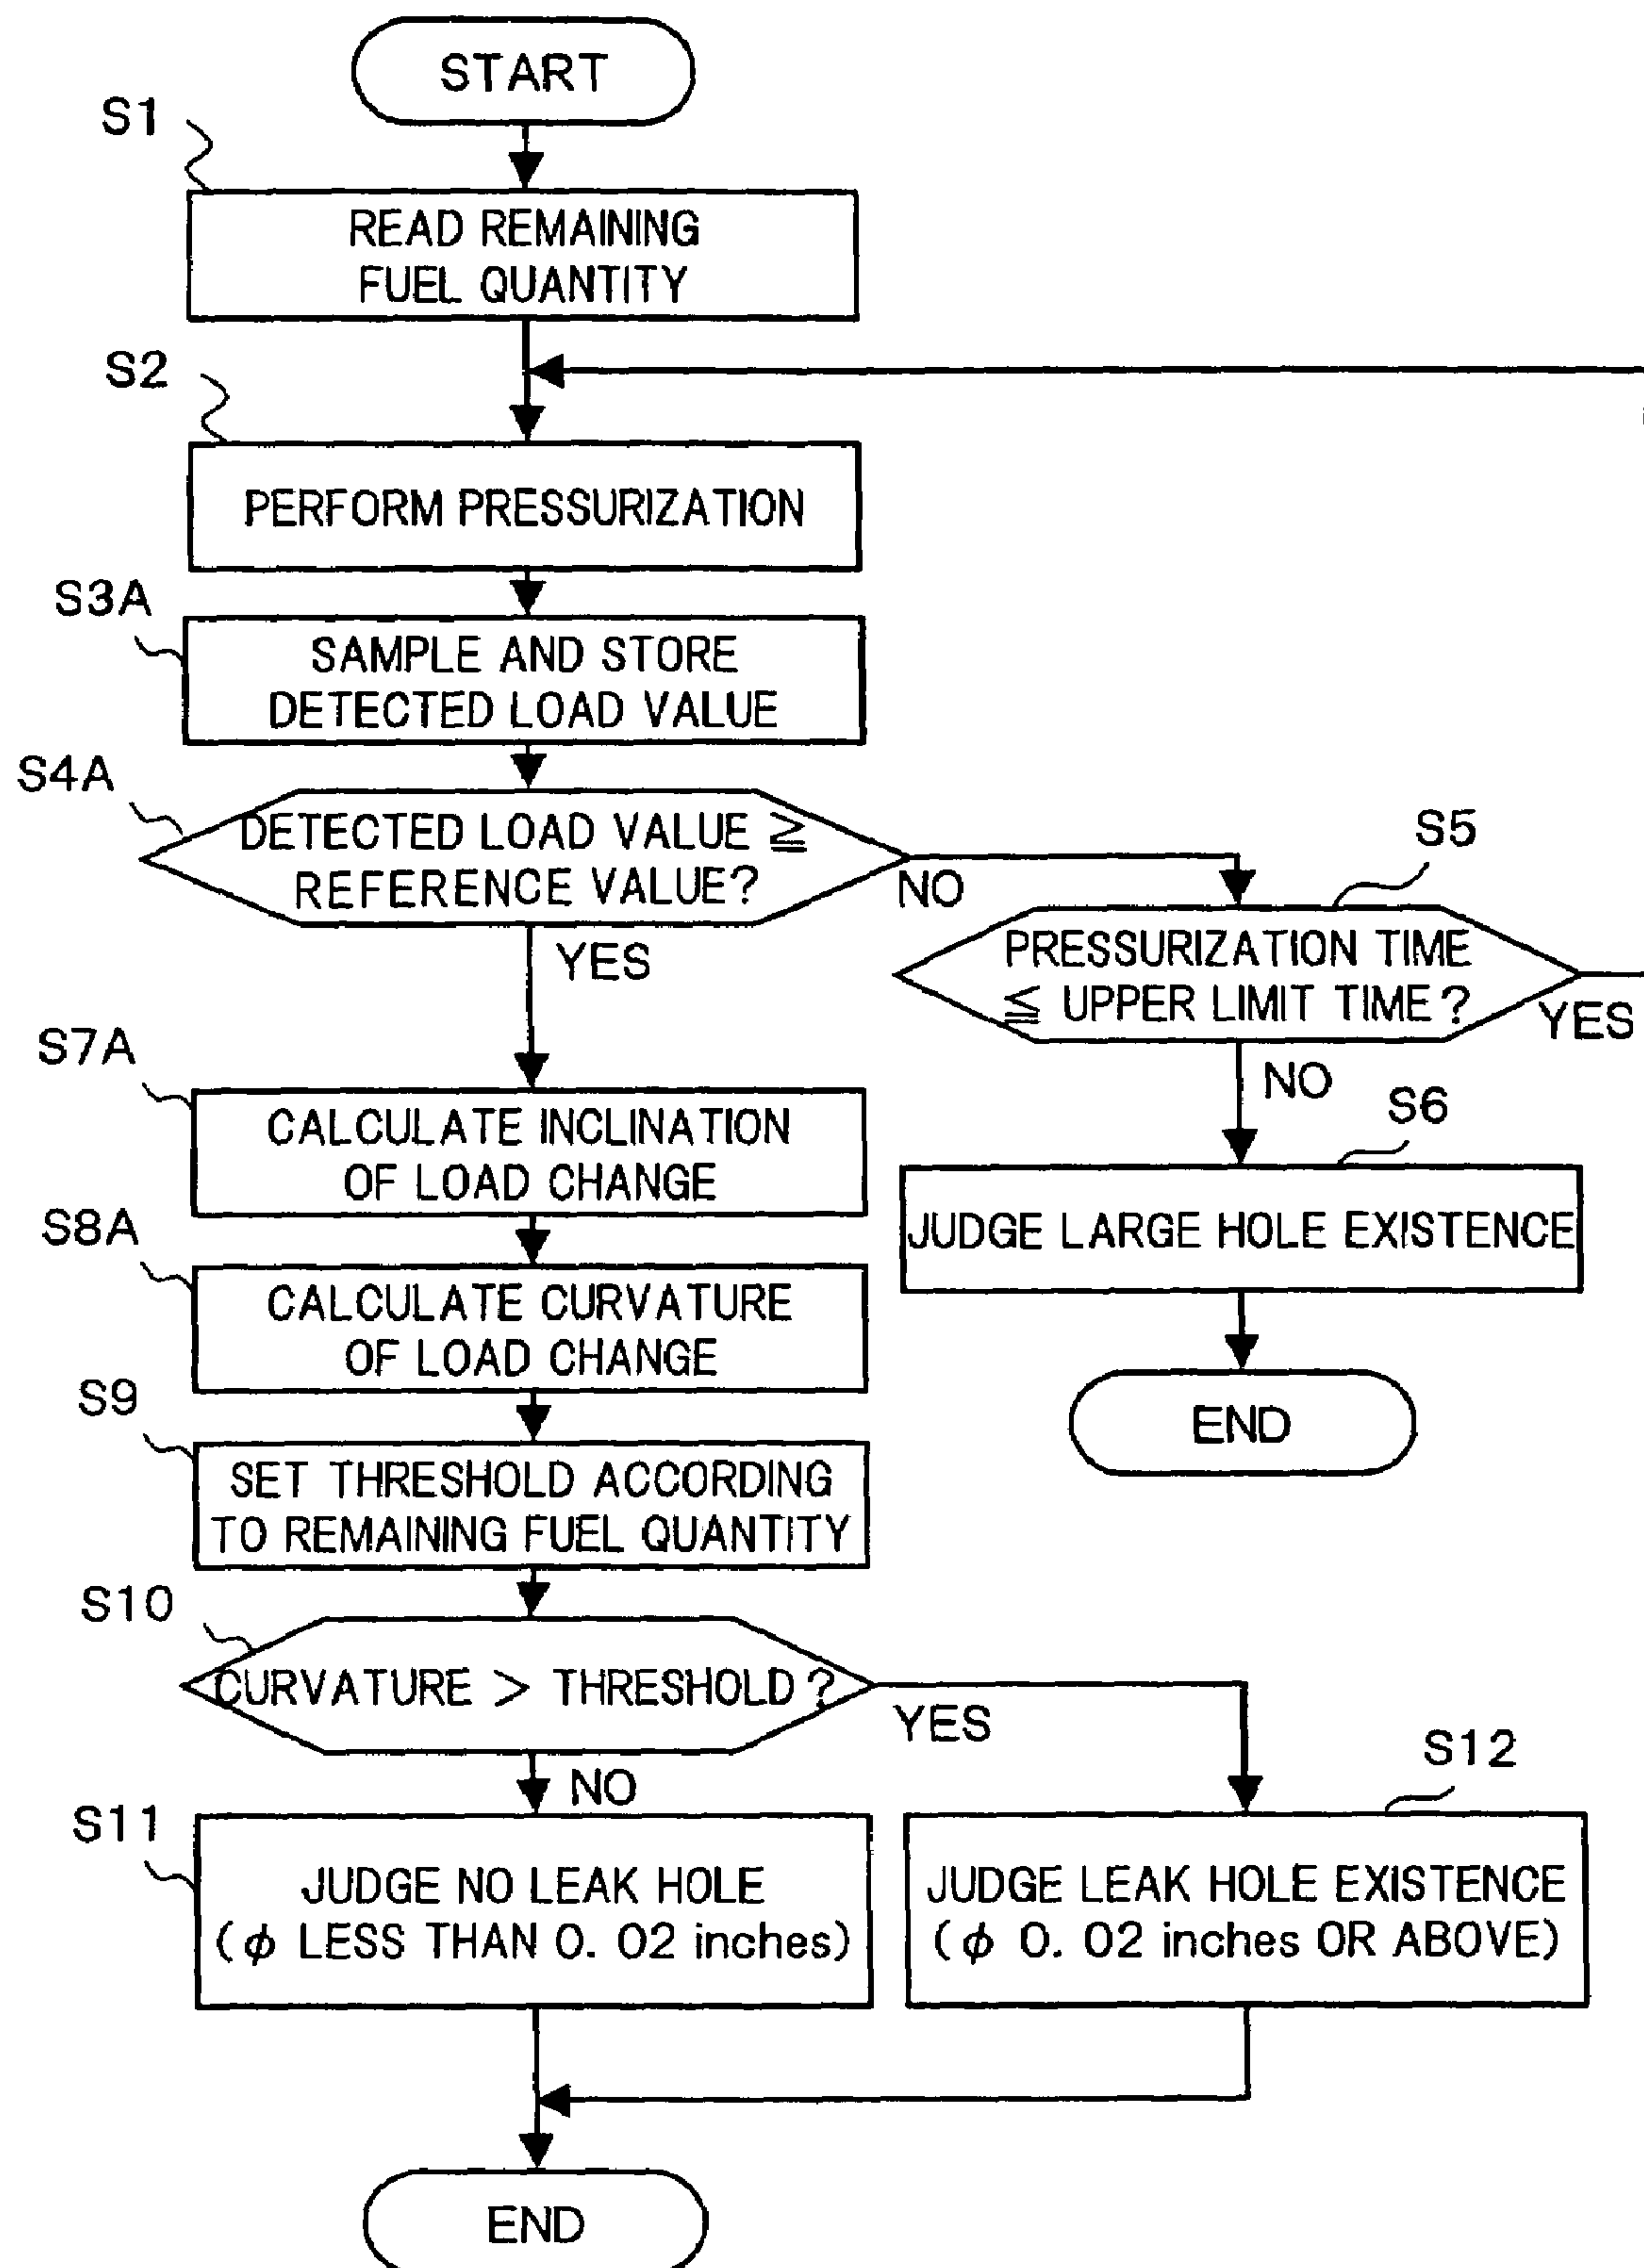 START
S1
READ REMAINING
FUEL QUANTITY
S2
PERFORM PRESSURIZATION
S3A
SAMPLE AND STORE
DETECTED LOAD VALUE
S4A
DETECTED LOAD VALUE ≧
REFERENCE VALUE?
NO
YES
S5
PRESSURIZATION TIME
≦ UPPER LIMIT TIME?
YES
NO
S6
JUDGE LARGE HOLE EXISTENCE
END
S7A
CALCULATE INCLINATION
OF LOAD CHANGE
S8A
CALCULATE CURVATURE
OF LOAD CHANGE
S9
SET THRESHOLD ACCORDING
TO REMAINING FUEL QUANTITY
S10
CURVATURE > THRESHOLD?
YES
NO
S11
JUDGE NO LEAK HOLE
(φ LESS THAN 0. 02 inches)
S12
JUDGE LEAK HOLE EXISTENCE
(φ 0. 02 inches OR ABOVE)
END